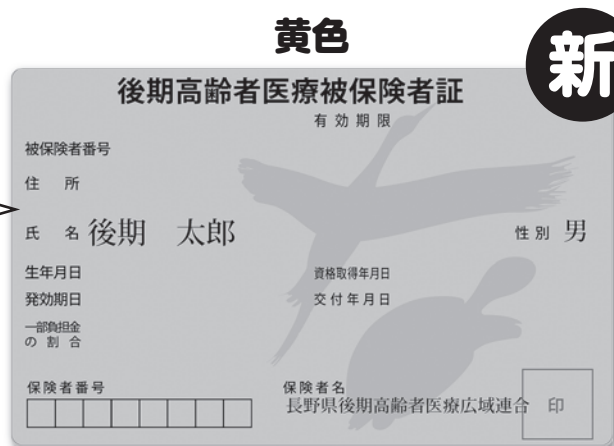 黄色
新
後期高齢者医療被保険者証
有効期限
被保険者番号
住 所
氏 名 後期 太郎 性別 男
生年月日 資格取得年月日
発効期日 交付年月日
一部負担金
の割合
保険者番号 保険者名
長野県後期高齢者医療広域連合 印